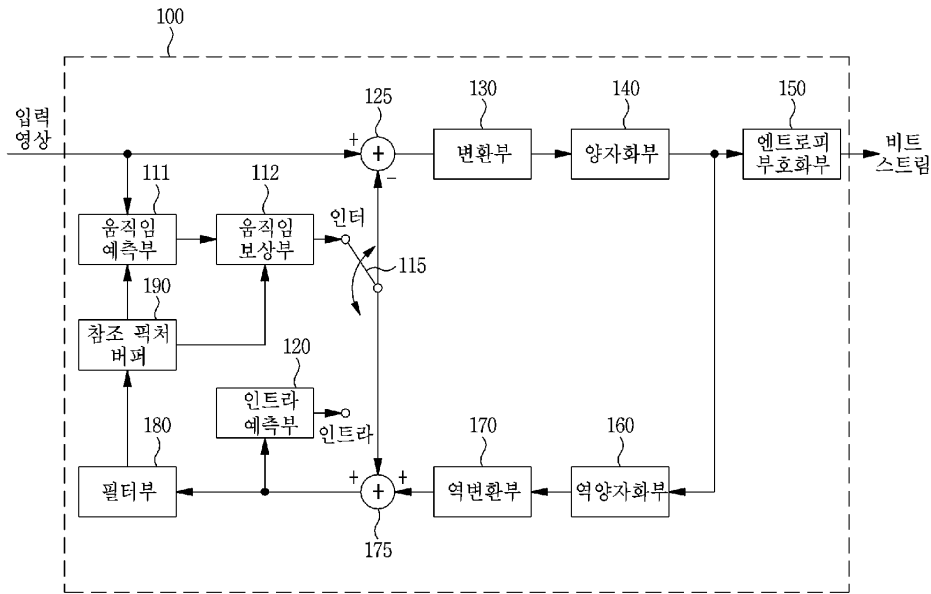 100
입력
영상
125
+
+
−
130
변환부
140
양자화부
150
엔트로피
부호화부
비트
스트림
111
움직임
예측부
112
움직임
보상부
인터
115
190
참조 픽처
버퍼
120
인트라
예측부
인트라
180
필터부
+
+
+
175
170
역변환부
160
역양자화부